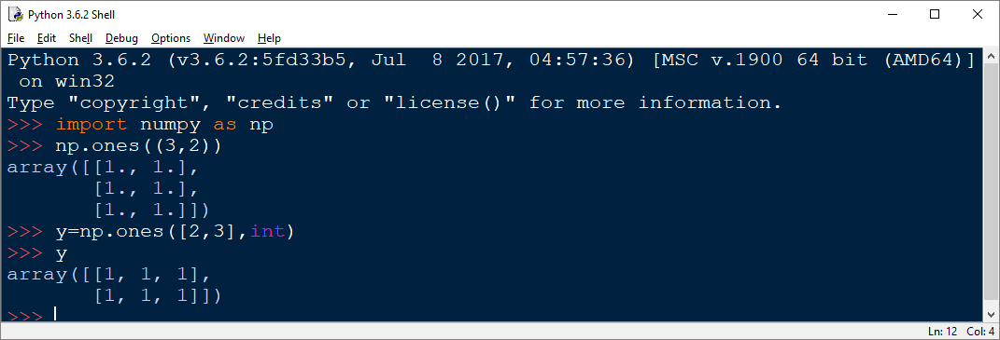 Python 3.6.2 Shell
File Edit Shell Debug Options Window Help
Python 3.6.2 (v3.6.2:5fd33b5, Jul  8 2017, 04:57:36) [MSC v.1900 64 bit (AMD64)]
 on win32
Type "copyright", "credits" or "license()" for more information.
>>> import numpy as np
>>> np.ones((3,2))
array([[1., 1.],
       [1., 1.],
       [1., 1.]])
>>> y=np.ones([2,3],int)
>>> y
array([[1, 1, 1],
       [1, 1, 1]])
>>>
Ln: 12 Col: 4